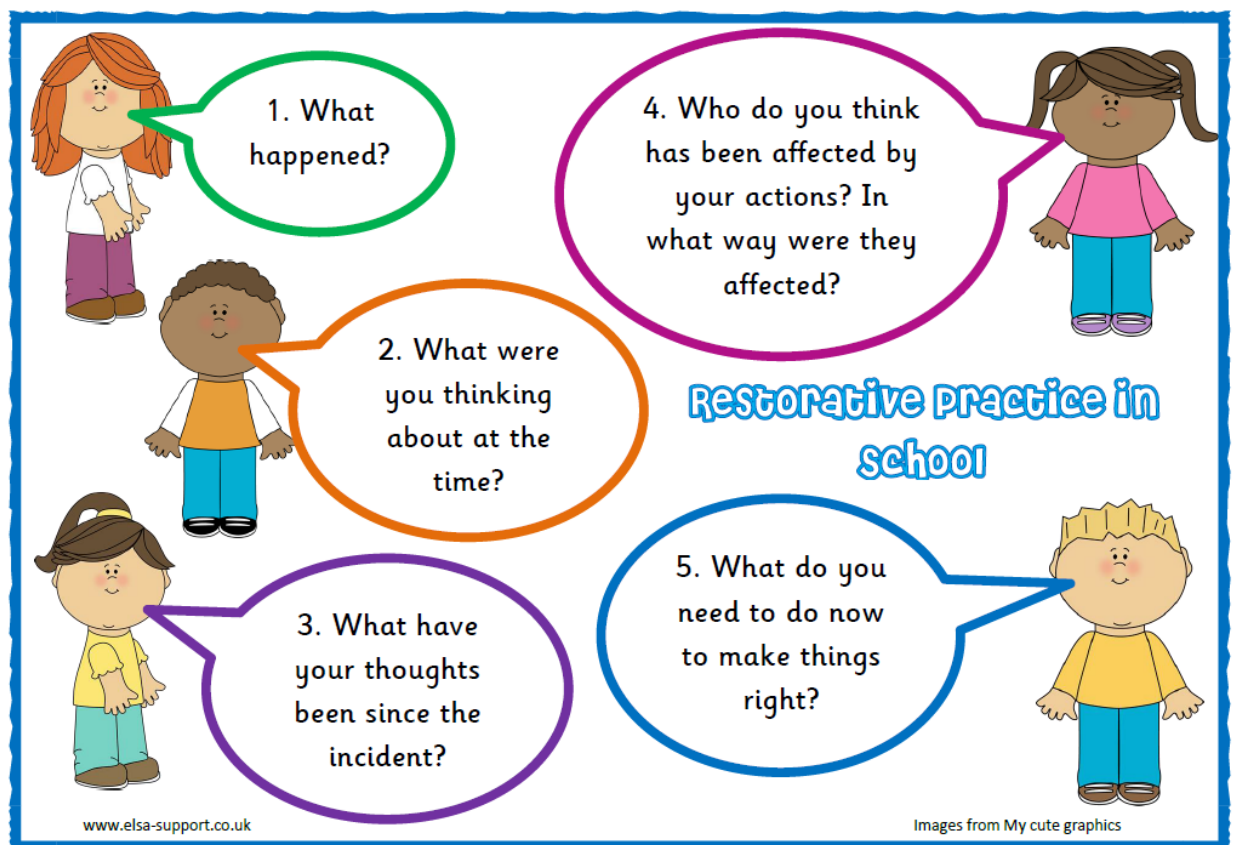 1. What
happened?
2. What were
you thinking
about at the
time?
3. What have
your thoughts
been since the
incident?
4. Who do you think
has been affected by
your actions? In
what way were they
affected?
Restorative Practice in
School
5. What do you
need to do now
to make things
right?
www.elsa-support.co.uk
Images from My cute graphics